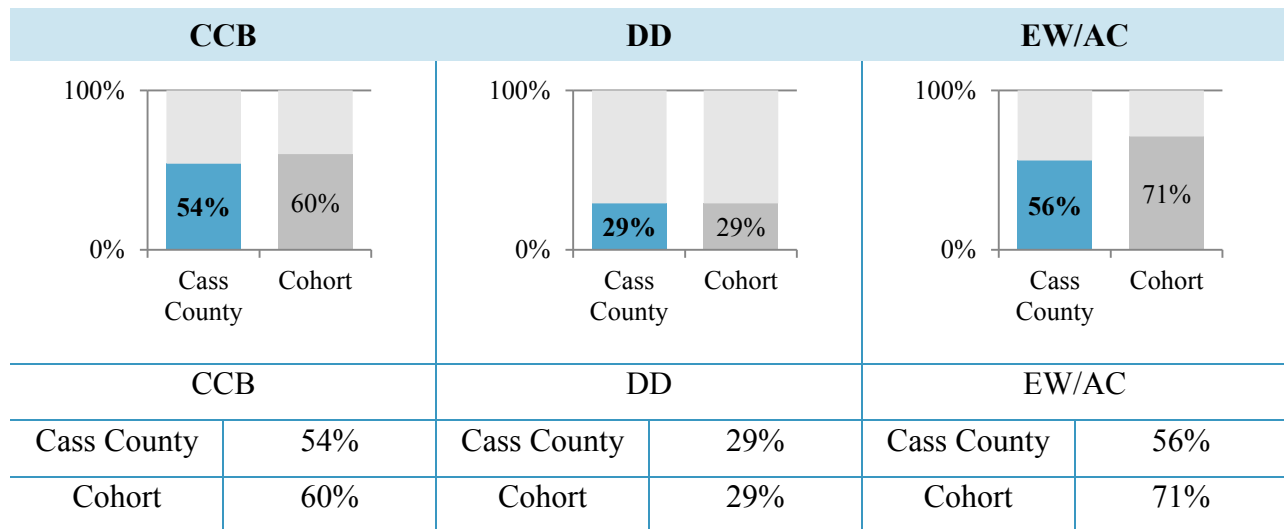 CCB DD EW/AC
100%
54% 60%
0%
Cass County Cohort
100%
29% 29%
0%
Cass County Cohort
100%
56% 71%
0%
Cass County Cohort
CCB DD EW/AC
Cass County 54% Cass County 29% Cass County 56%
Cohort 60% Cohort 29% Cohort 71%